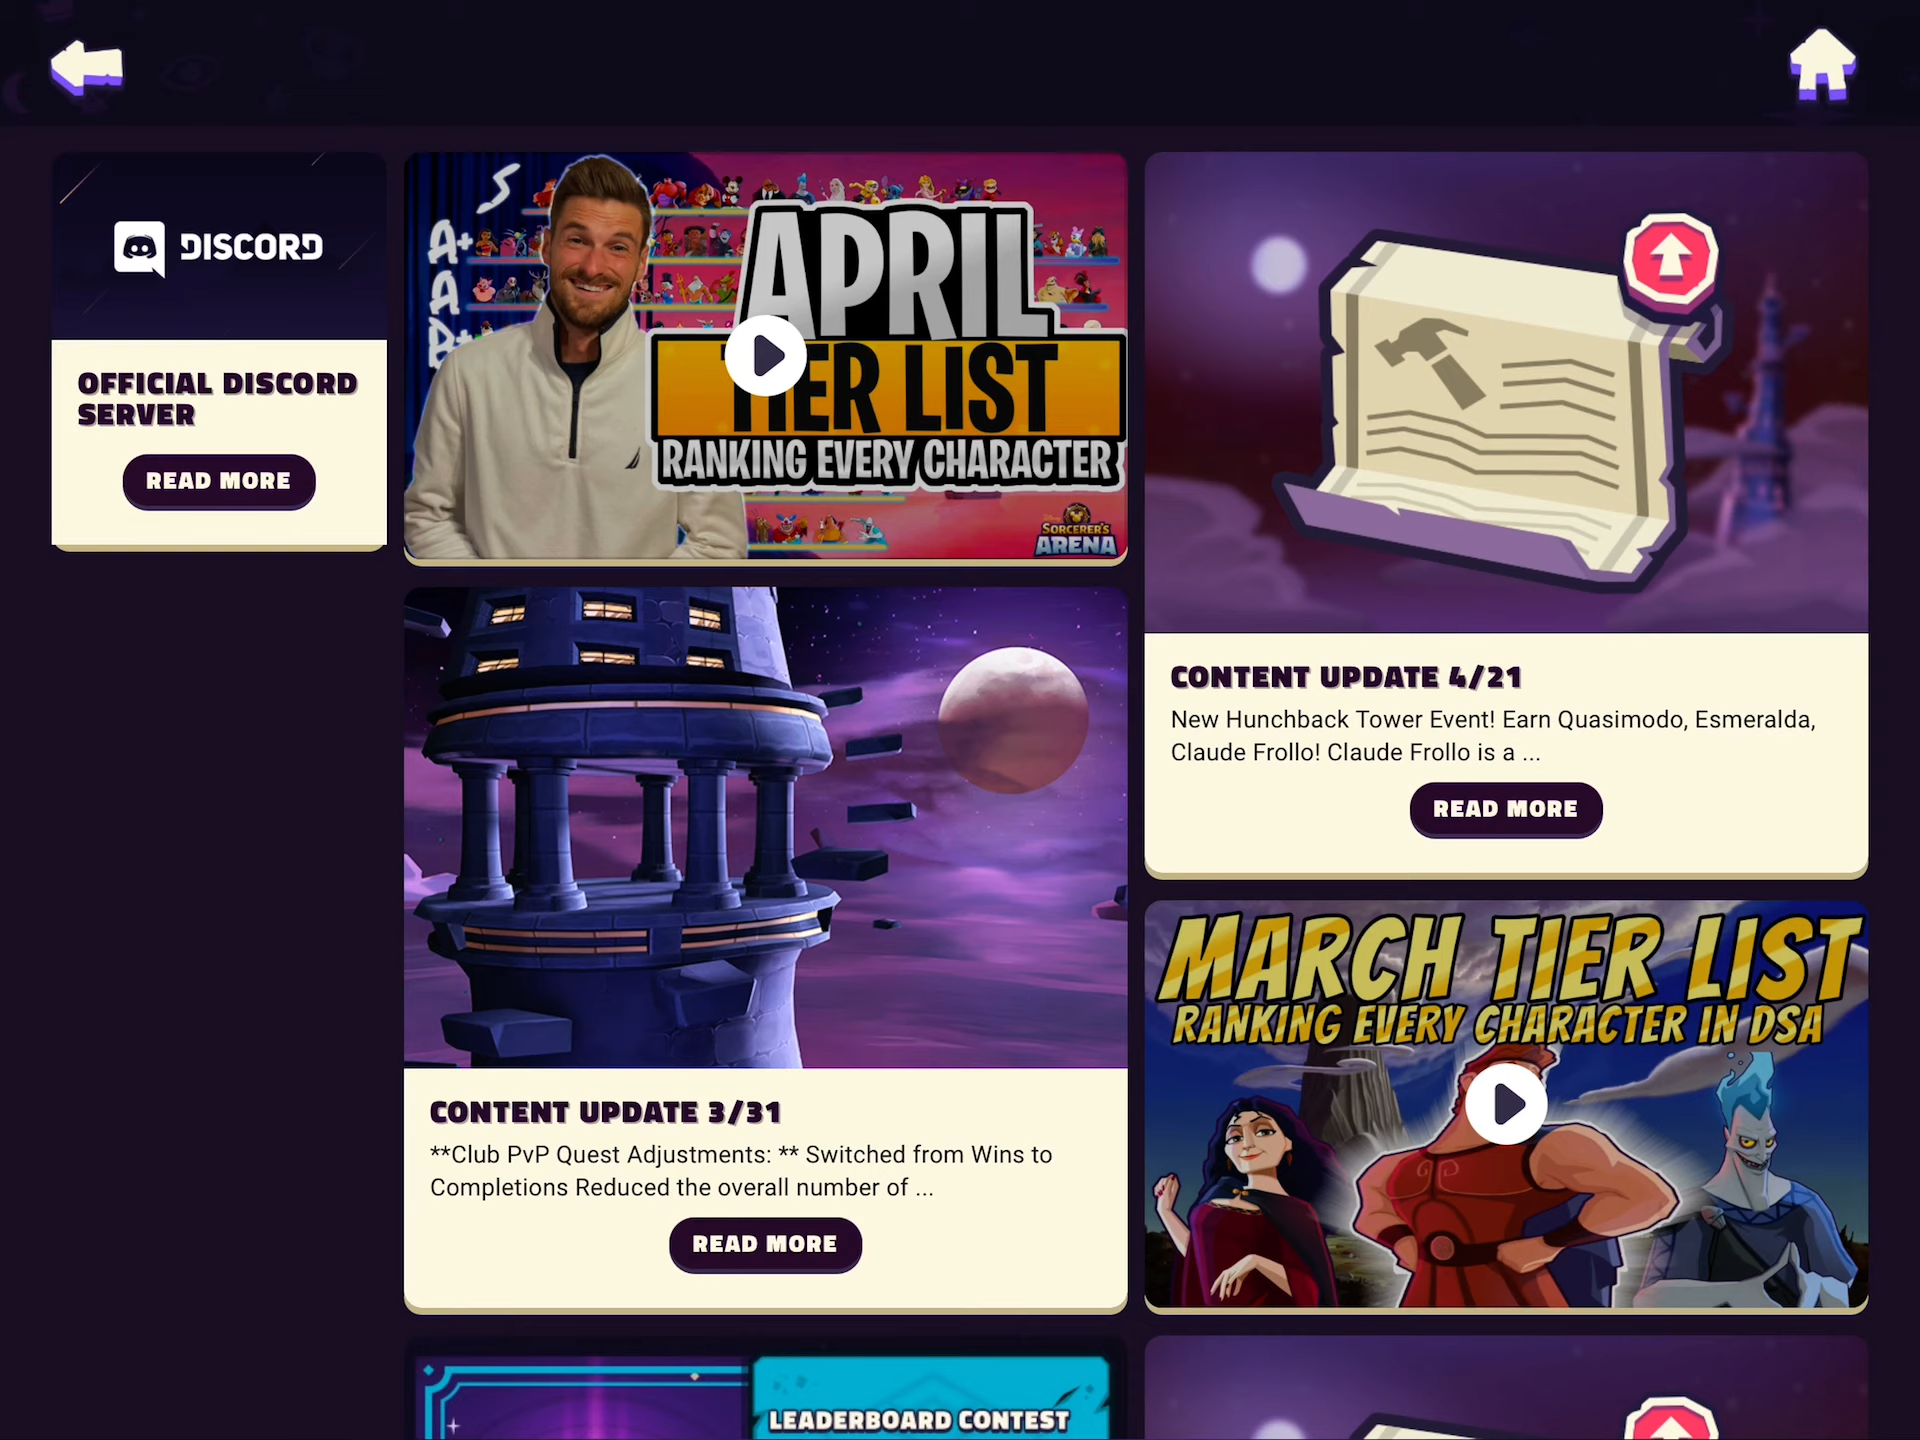 DISCORD
OFFICIAL DISCORD
SERVER
READ MORE
S
A+
A
B+
APRIL
TIER LIST
RANKING EVERY CHARACTER
SORCERER'S
ARENA
CONTENT UPDATE 4/21
New Hunchback Tower Event! Earn Quasimodo, Esmeralda,
Claude Frollo! Claude Frollo is a ...
READ MORE
CONTENT UPDATE 3/31
**Club PvP Quest Adjustments: ** Switched from Wins to
Completions Reduced the overall number of ...
READ MORE
MARCH TIER LIST
RANKING EVERY CHARACTER IN DSA
LEADERBOARD CONTEST